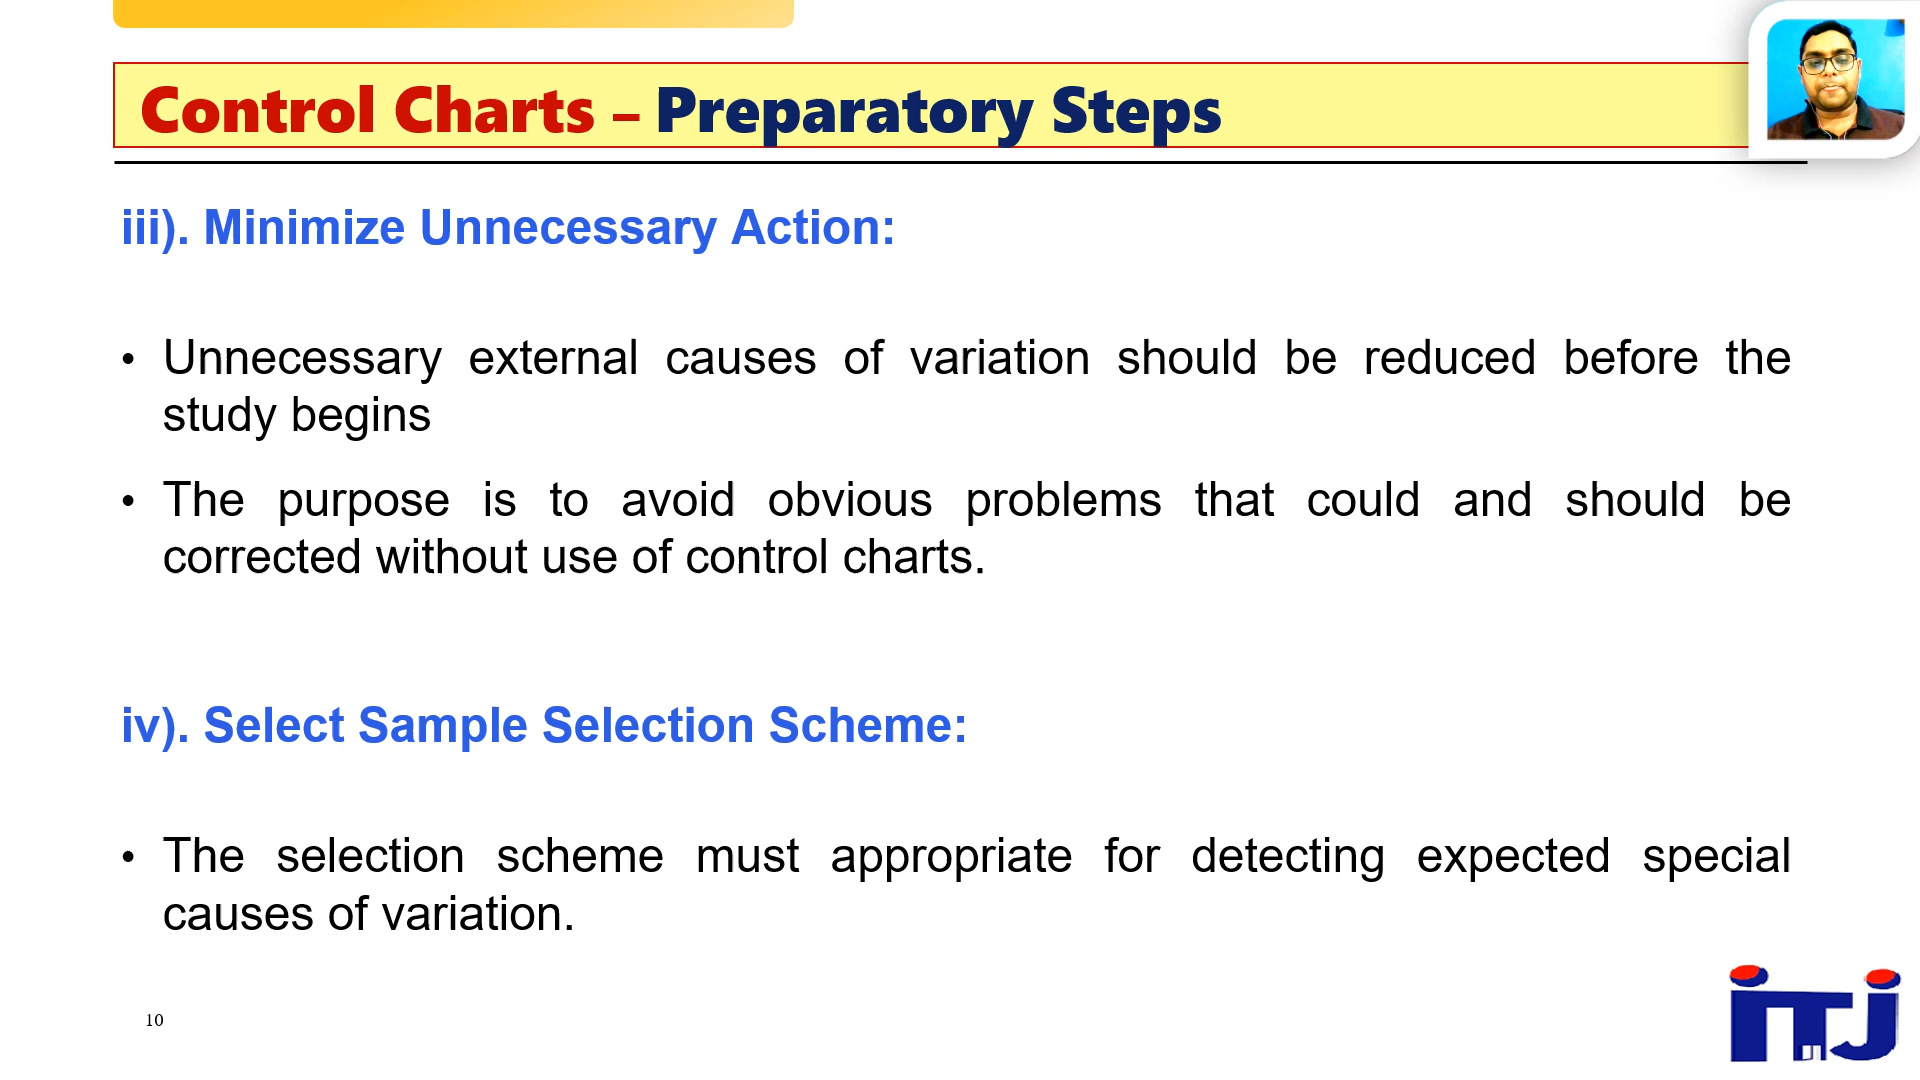 Control Charts – Preparatory Steps
iii). Minimize Unnecessary Action:
• Unnecessary external causes of variation should be reduced before the
study begins
• The purpose is to avoid obvious problems that could and should be
corrected without use of control charts.
iv). Select Sample Selection Scheme:
• The selection scheme must appropriate for detecting expected special
causes of variation.
10
iTJ